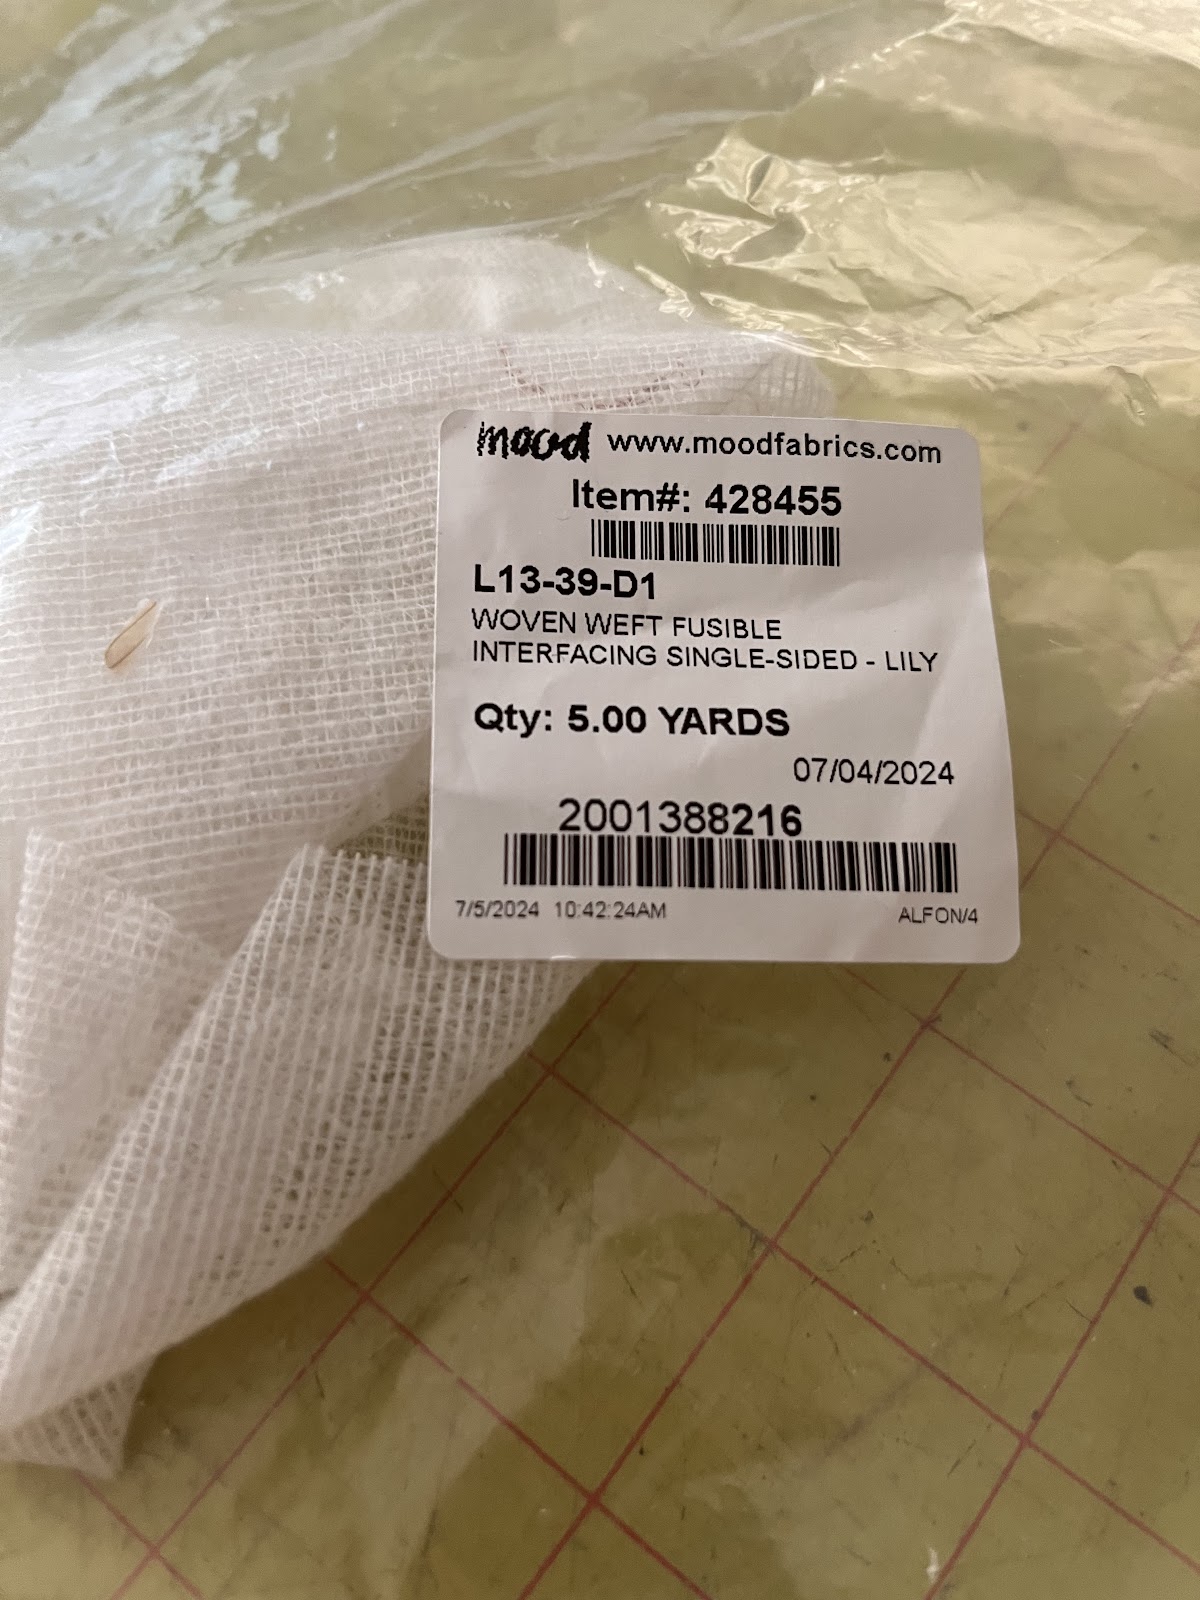 mood www.moodfabrics.com
Item#: 428455
L13-39-D1
WOVEN WEFT FUSIBLE
INTERFACING SINGLE-SIDED - LILY
Qty: 5.00 YARDS
07/04/2024
2001388216
7/5/2024 10:42:24AM ALFON/4